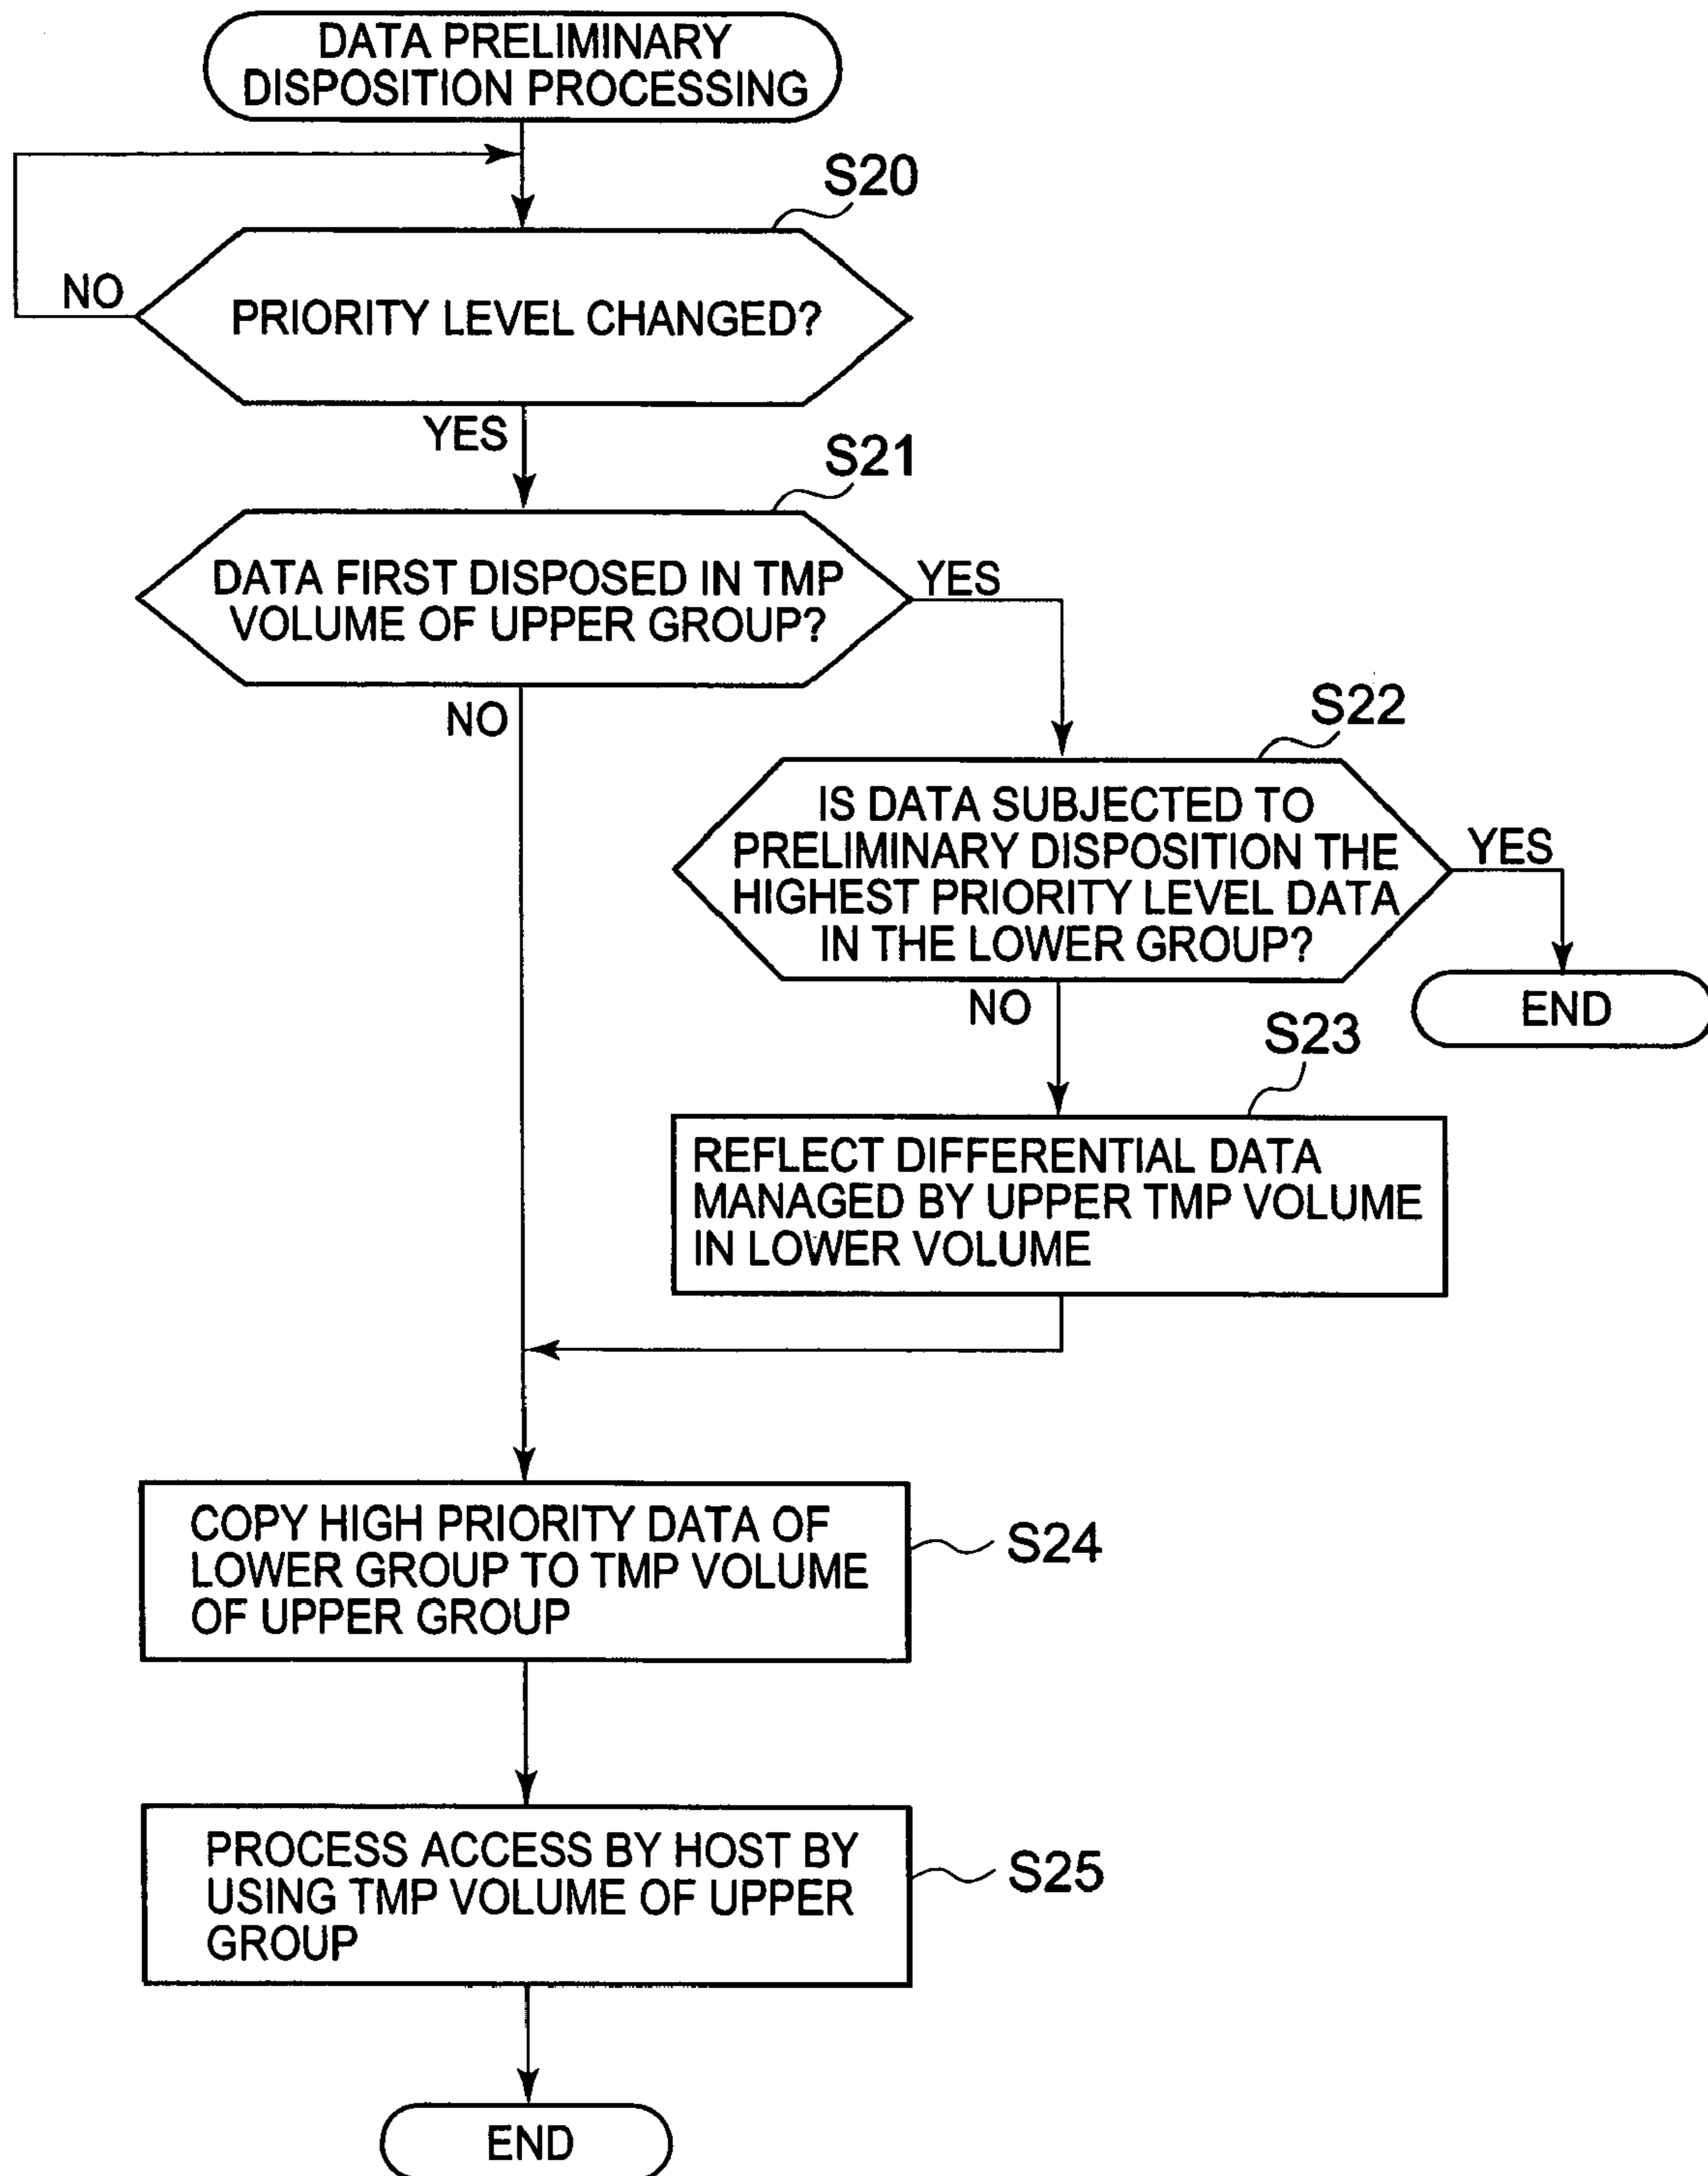 DATA PRELIMINARY
DISPOSITION PROCESSING
S20
NO
PRIORITY LEVEL CHANGED?
YES
S21
DATA FIRST DISPOSED IN TMP
VOLUME OF UPPER GROUP?
YES
NO
S22
IS DATA SUBJECTED TO
PRELIMINARY DISPOSITION THE
HIGHEST PRIORITY LEVEL DATA
IN THE LOWER GROUP?
YES
END
NO
S23
REFLECT DIFFERENTIAL DATA
MANAGED BY UPPER TMP VOLUME
IN LOWER VOLUME
COPY HIGH PRIORITY DATA OF
LOWER GROUP TO TMP VOLUME
OF UPPER GROUP
S24
PROCESS ACCESS BY HOST BY
USING TMP VOLUME OF UPPER
GROUP
S25
END